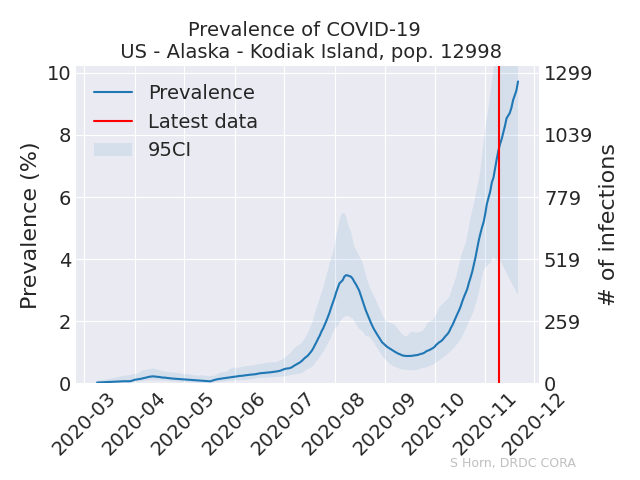 Prevalence of COVID-19
US - Alaska - Kodiak Island, pop. 12998
Prevalence
Latest data
95CI
Prevalence (%)
10
8
6
4
2
0
1299
1039
779
519
259
0
# of infections
2020-03
2020-04
2020-05
2020-06
2020-07
2020-08
2020-09
2020-10
2020-11
2020-12
S Horn, DRDC CORA